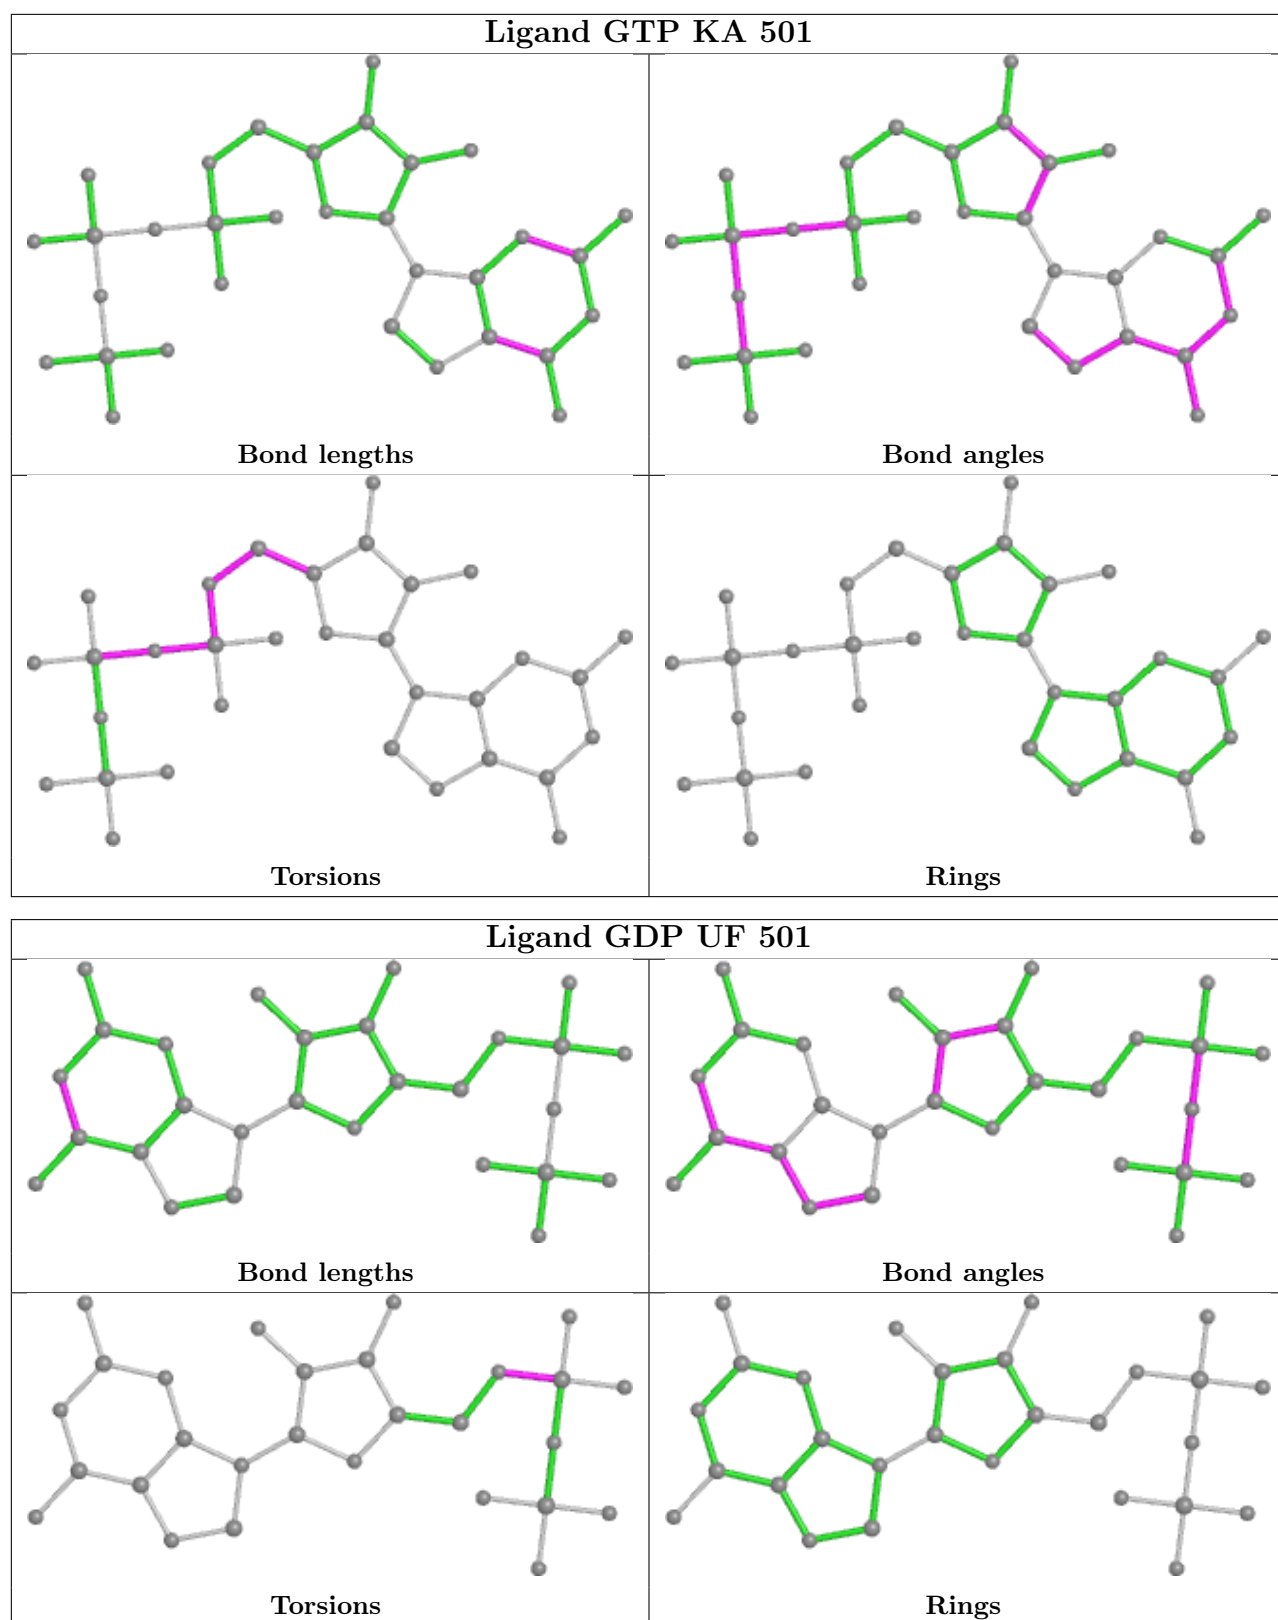 Ligand GTP KA 501
Bond lengths
Bond angles
Torsions
Rings
Ligand GDP UF 501
Bond lengths
Bond angles
Torsions
Rings